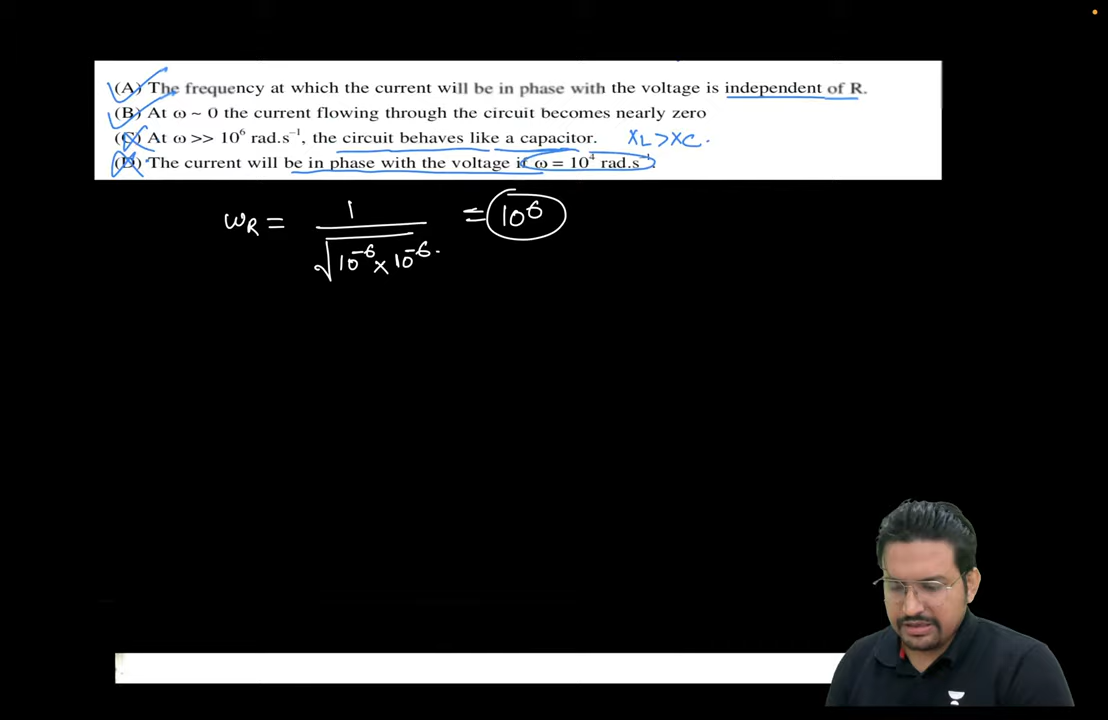 (A) The frequency at which the current will be in phase with the voltage is independent of R.
(B) At ω ~ 0 the current flowing through the circuit becomes nearly zero
(C) At ω >> 10⁶ rad.s⁻¹, the circuit behaves like a capacitor. XL > XC.
(D) The current will be in phase with the voltage if ω = 10⁴ rad.s⁻¹.
ωR = 1 / √(10⁻⁶ × 10⁻⁶) = 10⁶